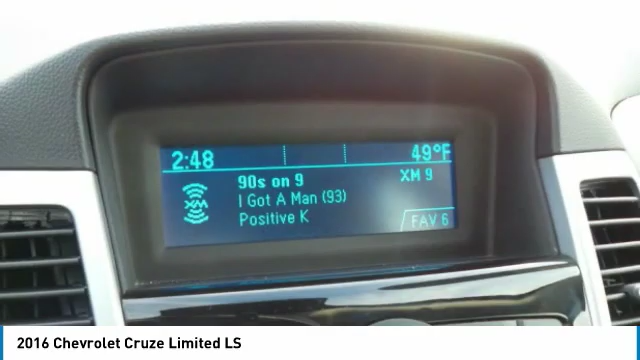 2:48 49°F
90s on 9 XM 9
XM I Got A Man (93)
Positive K FAV 6
2016 Chevrolet Cruze Limited LS